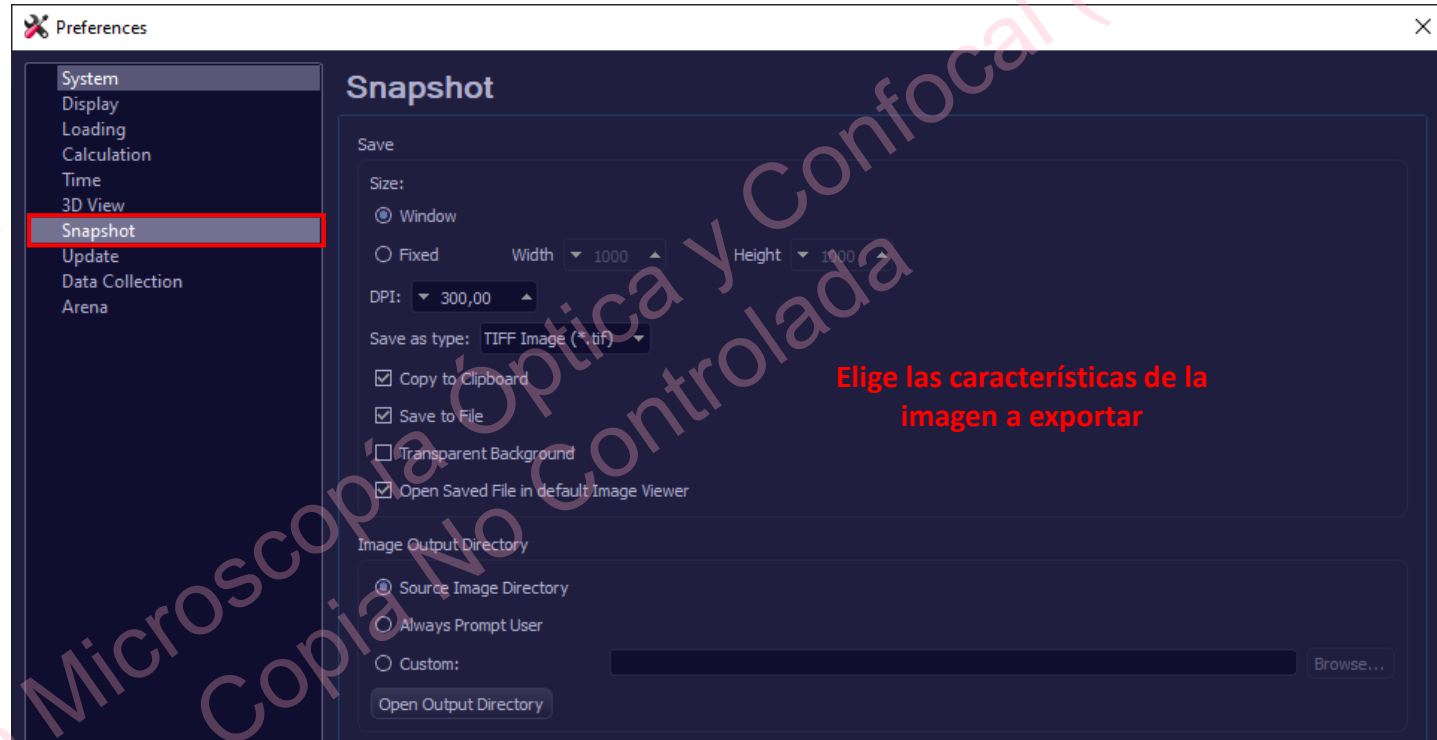 Preferences
System
Display
Loading
Calculation
Time
3D View
Snapshot
Update
Data Collection
Arena
Snapshot
Save
Size:
Window
Fixed Width 1000 Height 1000
DPI: 300,00
Save as type: TIFF Image (*.tif)
Copy to Clipboard
Save to File
Transparent Background
Open Saved File in default Image Viewer
Elige las características de la
imagen a exportar
Image Output Directory
Source Image Directory
Always Prompt User
Custom: Browse...
Open Output Directory
Microscopía Óptica y Confocal (
Copia No Controlada